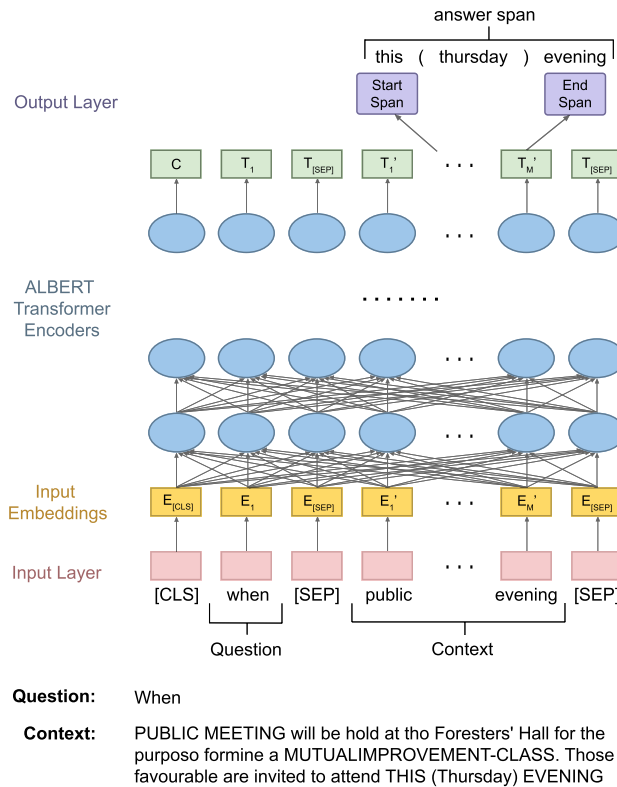 answer span
this ( thursday ) evening
Output Layer
Start Span
End Span
C T1 T[SEP] T1' . . . TM' T[SEP]
. . .
ALBERT Transformer Encoders
. . . . . . .
. . .
. . .
Input Embeddings
E[CLS] E1 E[SEP] E1' . . . EM' E[SEP]
Input Layer
. . .
[CLS] when [SEP] public evening [SEP]
Question Context
Question: When
Context: PUBLIC MEETING will be hold at tho Foresters' Hall for the
purposo formine a MUTUALIMPROVEMENT-CLASS. Those
favourable are invited to attend THIS (Thursday) EVENING